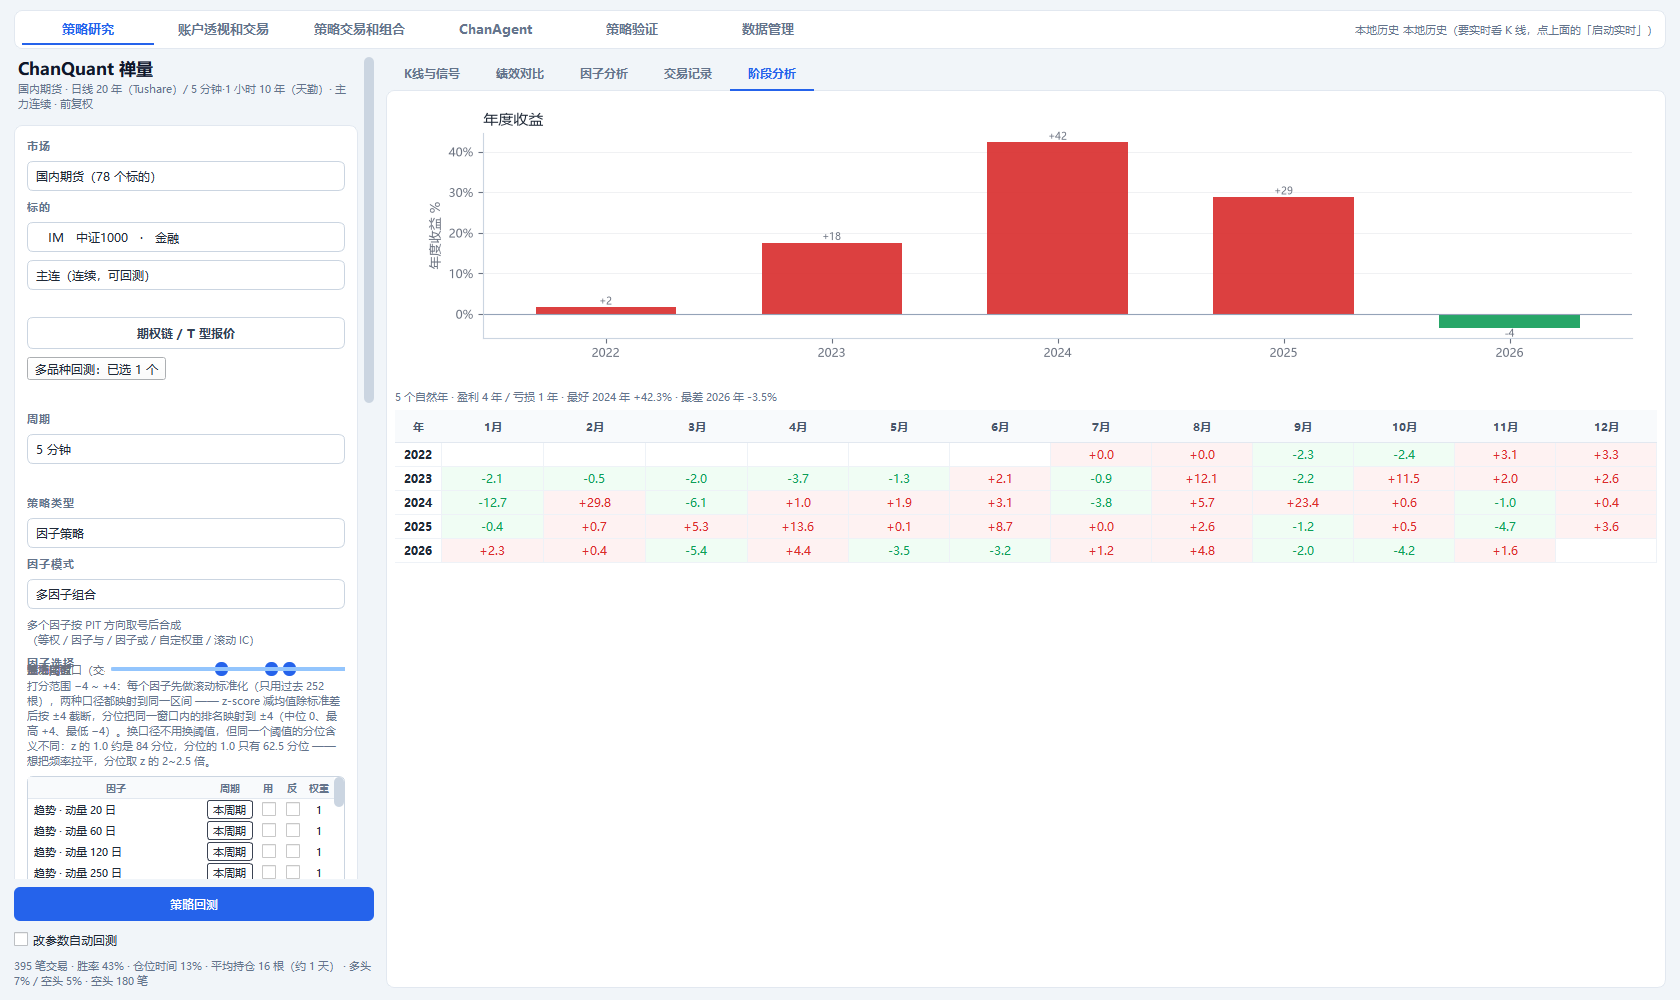 策略研究
账户透视和交易
策略交易和组合
ChanAgent
策略验证
数据管理
本地历史 本地历史（要实时看 K 线，点上面的「启动实时」）
ChanQuant 禅量
国内期货 · 日线 20 年（Tushare）/ 5 分钟·1 小时 10 年（天勤）· 主
力连续 · 前复权
市场
国内期货（78 个标的）
标的
IM 中证1000 · 金融
主连（连续，可回测）
期权链 / T 型报价
多品种回测：已选 1 个
周期
5 分钟
策略类型
因子策略
因子模式
多因子组合
多个因子按 PIT 方向取号后合成
（等权 / 因子与 / 因子或 / 自定权重 / 滚动 IC）
因子选择
口（交
打分范围 −4 ~ +4：每个因子先做滚动标准化（只用过去 252
根），两种口径都映射到同一区间 —— z-score 减均值除标准差
后按 ±4 截断，分位把同一窗口内的排名映射到 ±4（中位 0、最
高 +4、最低 −4）。换口径不用换阈值，但同一个阈值的分位含
义不同：z 的 1.0 约是 84 分位，分位的 1.0 只有 62.5 分位 ——
想把频率拉平，分位取 z 的 2~2.5 倍。
因子 周期 用 反 权重
趋势 · 动量 20 日 本周期 1
趋势 · 动量 60 日 本周期 1
趋势 · 动量 120 日 本周期 1
趋势 · 动量 250 日 本周期 1
策略回测
改参数自动回测
395 笔交易 · 胜率 43% · 仓位时间 13% · 平均持仓 16 根（约 1 天） · 多头
7% / 空头 5% · 空头 180 笔
K线与信号
绩效对比
因子分析
交易记录
阶段分析
年度收益
年度收益 %
40%
30%
20%
10%
0%
+2
+18
+42
+29
-4
2022
2023
2024
2025
2026
5 个自然年 · 盈利 4 年 / 亏损 1 年 · 最好 2024 年 +42.3% · 最差 2026 年 -3.5%
年 1月 2月 3月 4月 5月 6月 7月 8月 9月 10月 11月 12月
2022 +0.0 +0.0 -2.3 -2.4 +3.1 +3.3
2023 -2.1 -0.5 -2.0 -3.7 -1.3 +2.1 -0.9 +12.1 -2.2 +11.5 +2.0 +2.6
2024 -12.7 +29.8 -6.1 +1.0 +1.9 +3.1 -3.8 +5.7 +23.4 +0.6 -1.0 +0.4
2025 -0.4 +0.7 +5.3 +13.6 +0.1 +8.7 +0.0 +2.6 -1.2 +0.5 -4.7 +3.6
2026 +2.3 +0.4 -5.4 +4.4 -3.5 -3.2 +1.2 +4.8 -2.0 -4.2 +1.6